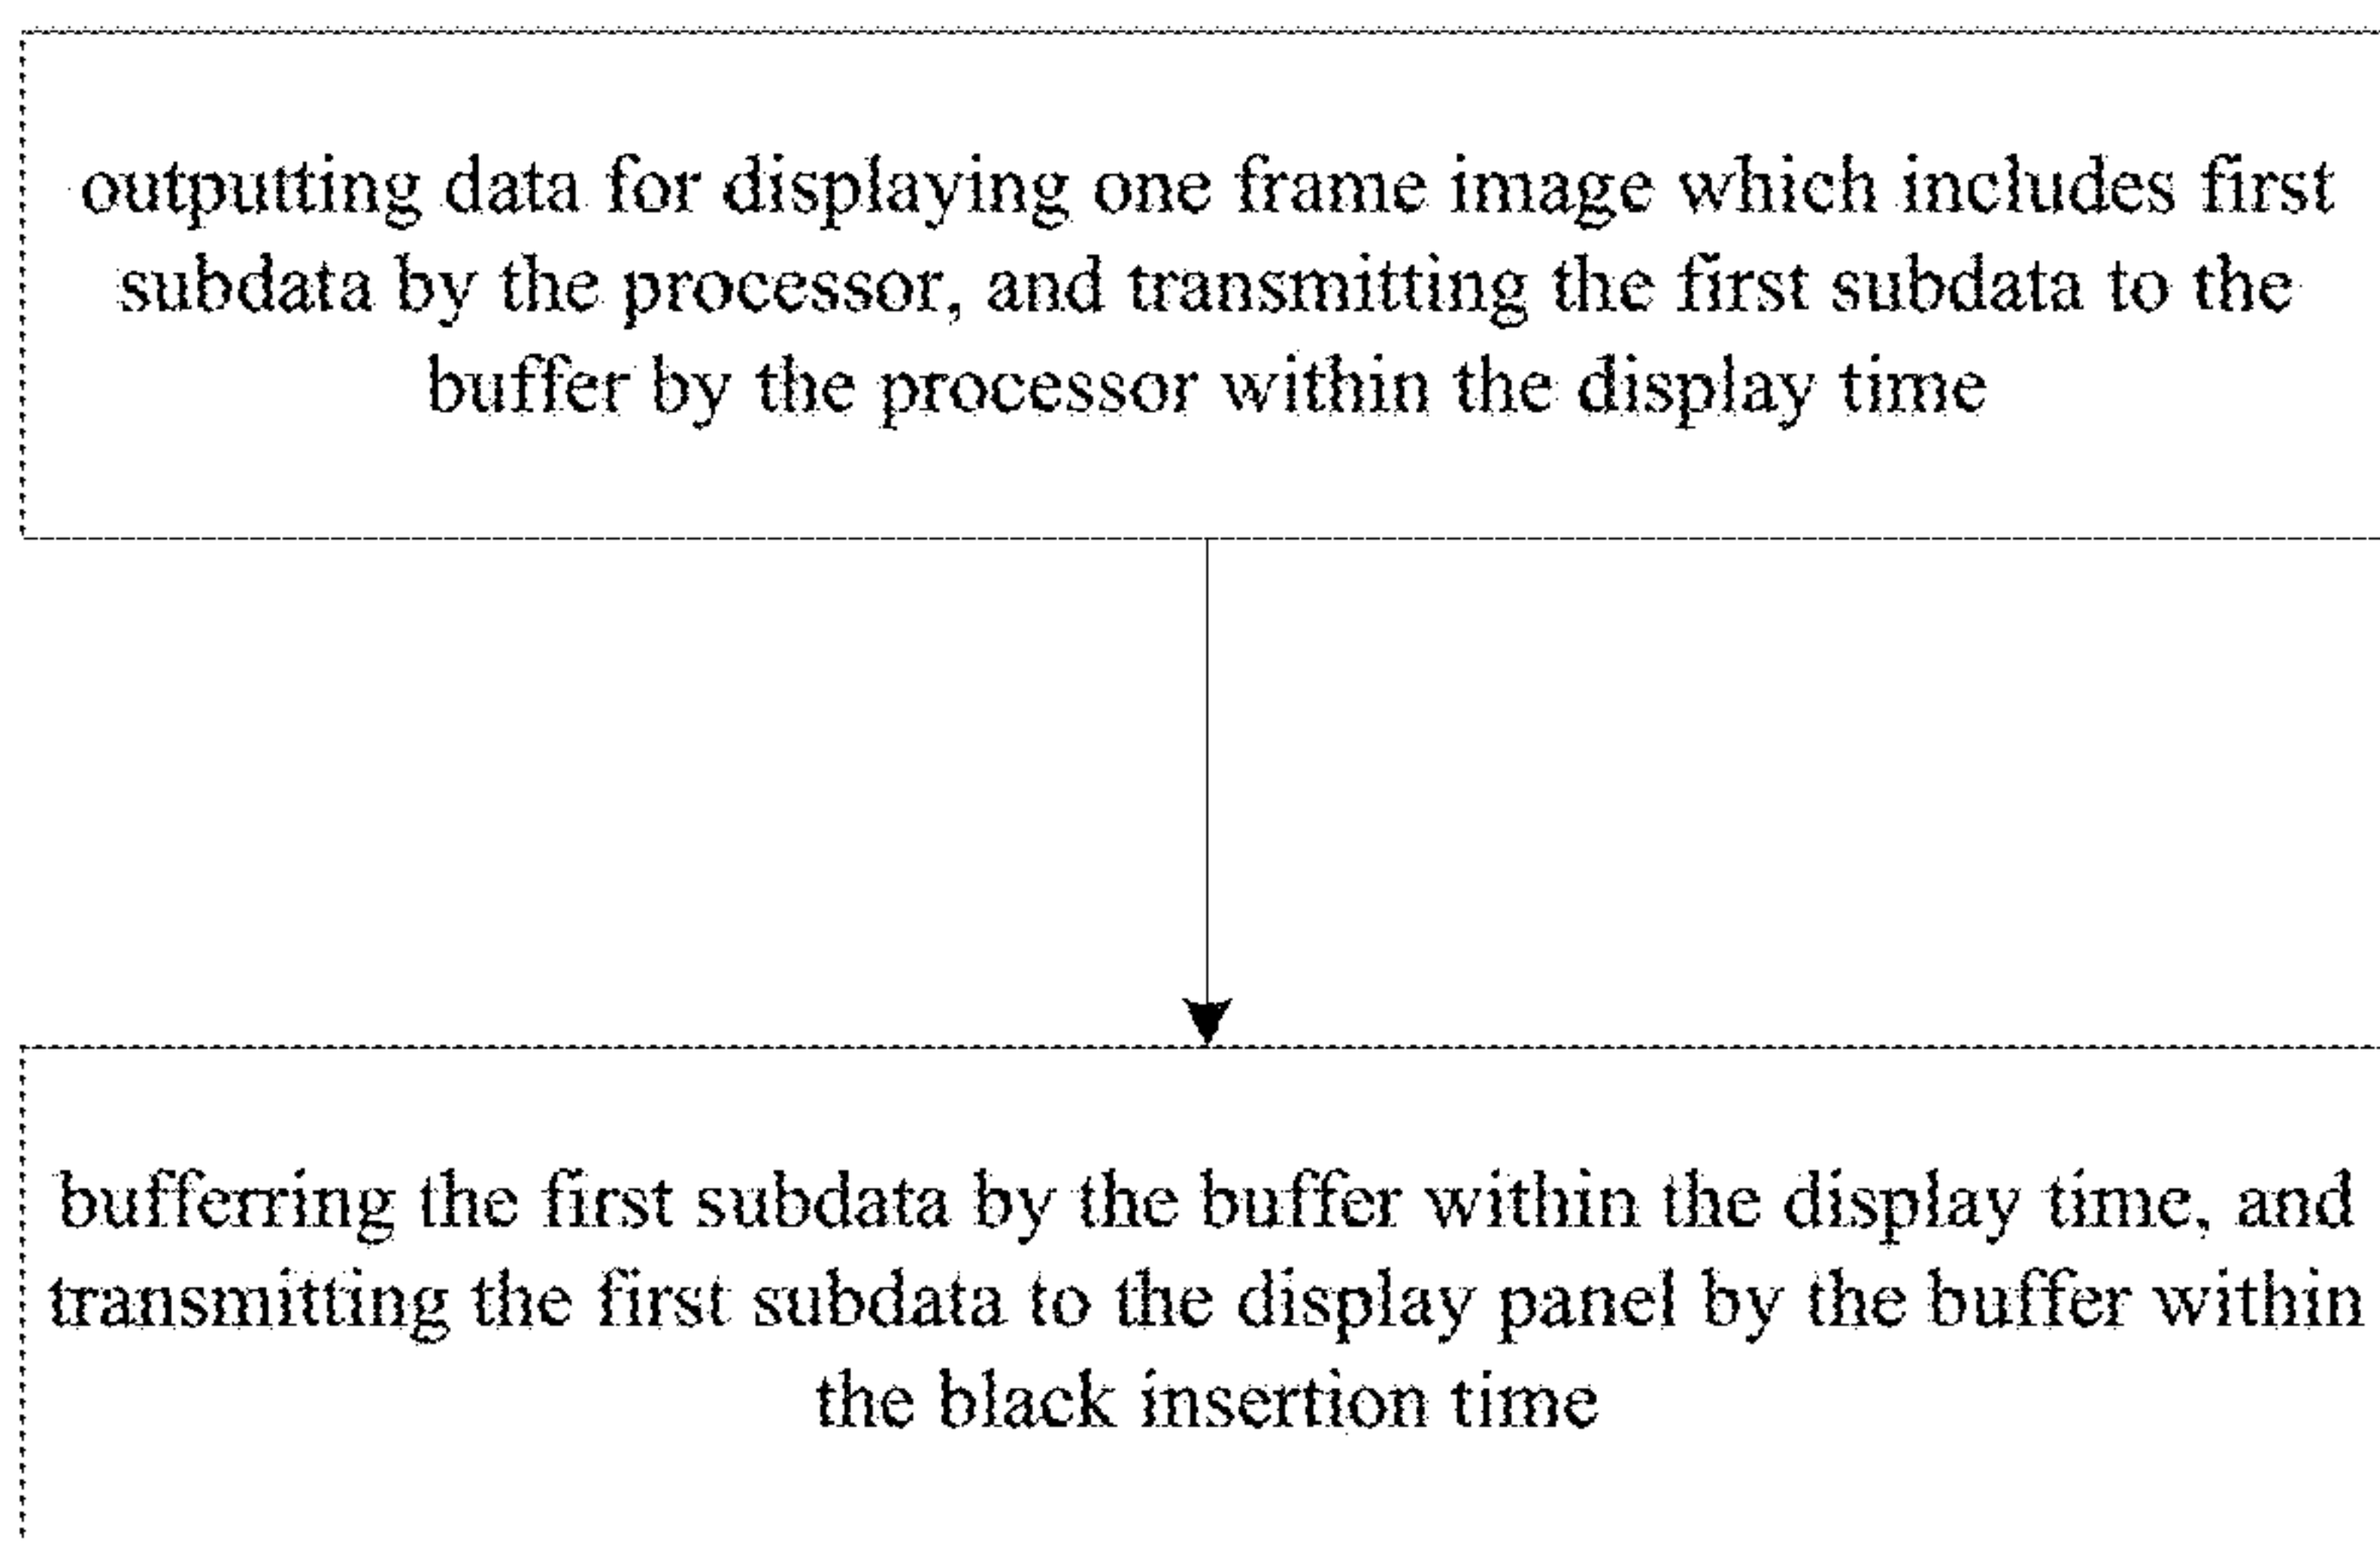 outputting data for displaying one frame image which includes first
subdata by the processor, and transmitting the first subdata to the
buffer by the processor within the display time
bufferring the first subdata by the buffer within the display time, and
transmitting the first subdata to the display panel by the buffer within
the black insertion time